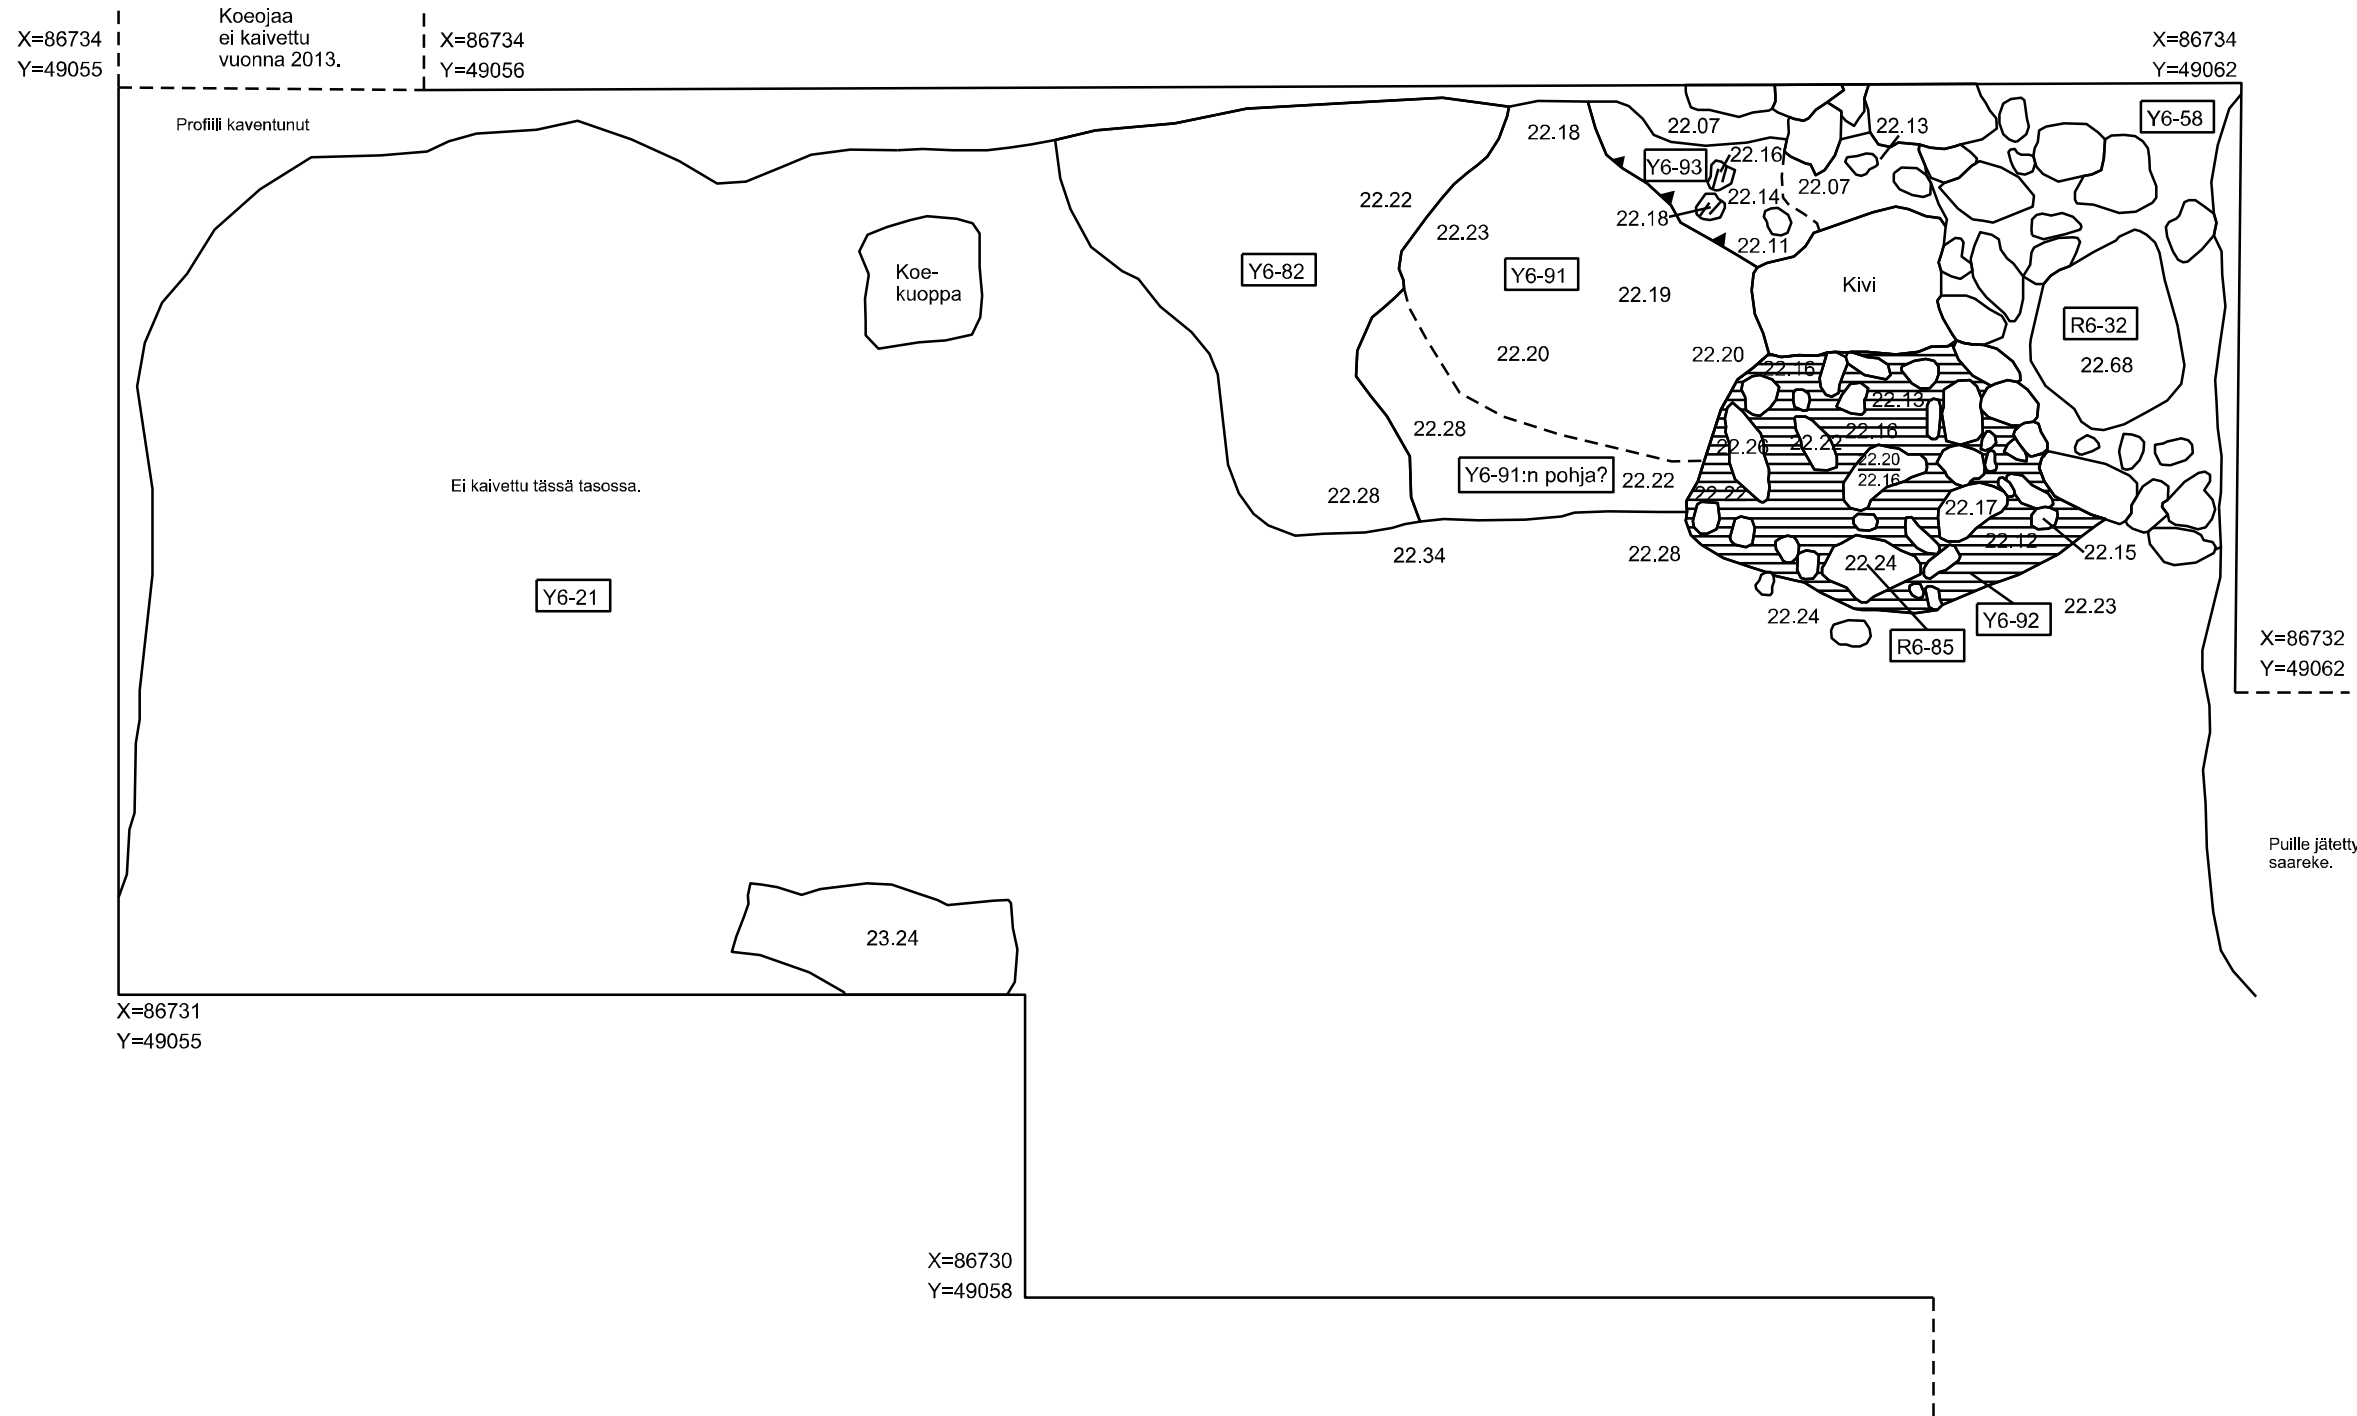 Koeojaa
ei kaivettu
vuonna 2013.
X=86734
Y=49055
X=86734
Y=49056
X=86734
Y=49062
Profiili kaventunut
Y6-58
22.18
22.07
22.13
Y6-93
22.16
22.07
22.14
22.18
22.11
22.22
22.23
Koe-
kuoppa
Y6-82
Y6-91
22.19
Kivi
R6-32
22.68
22.20
22.20
22.16
22.13
22.28
22.26
22.22
22.16
22.20
22.16
Y6-91:n pohja?
22.22
22.22
22.28
22.17
Ei kaivettu tässä tasossa.
22.34
22.28
22.24
22.12
22.15
Y6-21
22.24
Y6-92
22.23
R6-85
X=86732
Y=49062
Puille jätetty
saareke.
23.24
X=86731
Y=49055
X=86730
Y=49058